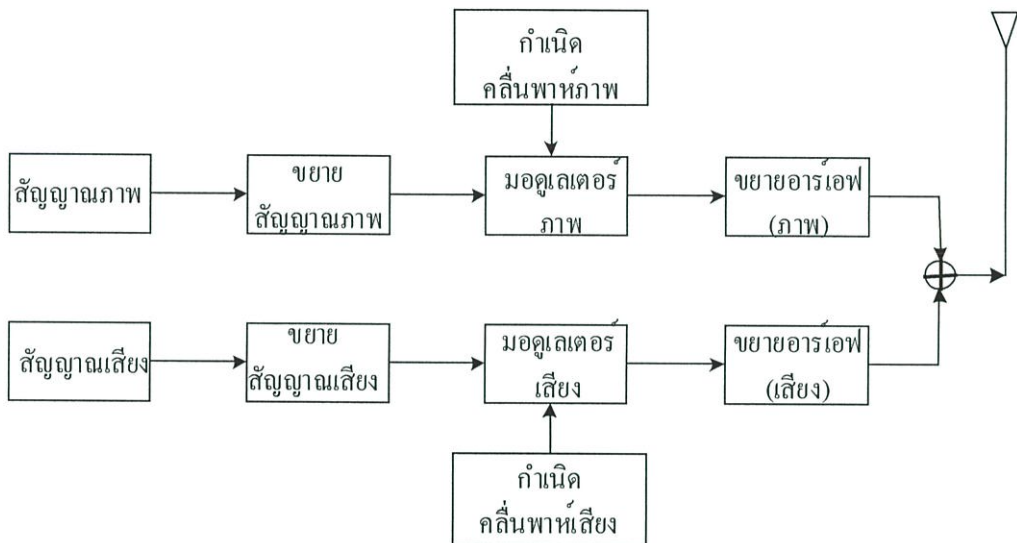 กำเนิด
คลื่นพาห์ภาพ
สัญญาณภาพ
ขยาย
สัญญาณภาพ
มอดูเลเตอร์
ภาพ
ขยายอาร์เอฟ
(ภาพ)
สัญญาณเสียง
ขยาย
สัญญาณเสียง
มอดูเลเตอร์
เสียง
ขยายอาร์เอฟ
(เสียง)
กำเนิด
คลื่นพาห์เสียง